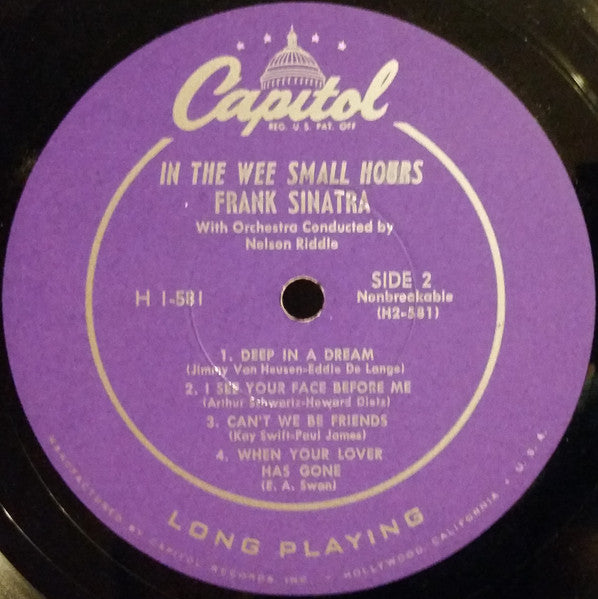 Capitol
REG. U.S. PAT. OFF
IN THE WEE SMALL HOURS
FRANK SINATRA
With Orchestra Conducted by
Nelson Riddle
H 1-581
SIDE 2
Nonbreakable
(H2-581)
1. DEEP IN A DREAM
(Jimmy Van Heusen-Eddie De Lange)
2. I SEE YOUR FACE BEFORE ME
(Arthur Schwartz-Howard Dietz)
3. CAN'T WE BE FRIENDS
(Kay Swift-Paul James)
4. WHEN YOUR LOVER
HAS GONE
(E. A. Swan)
LONG PLAYING
MANUFACTURED BY CAPITOL RECORDS INC. • HOLLYWOOD, CALIFORNIA • U.S.A.